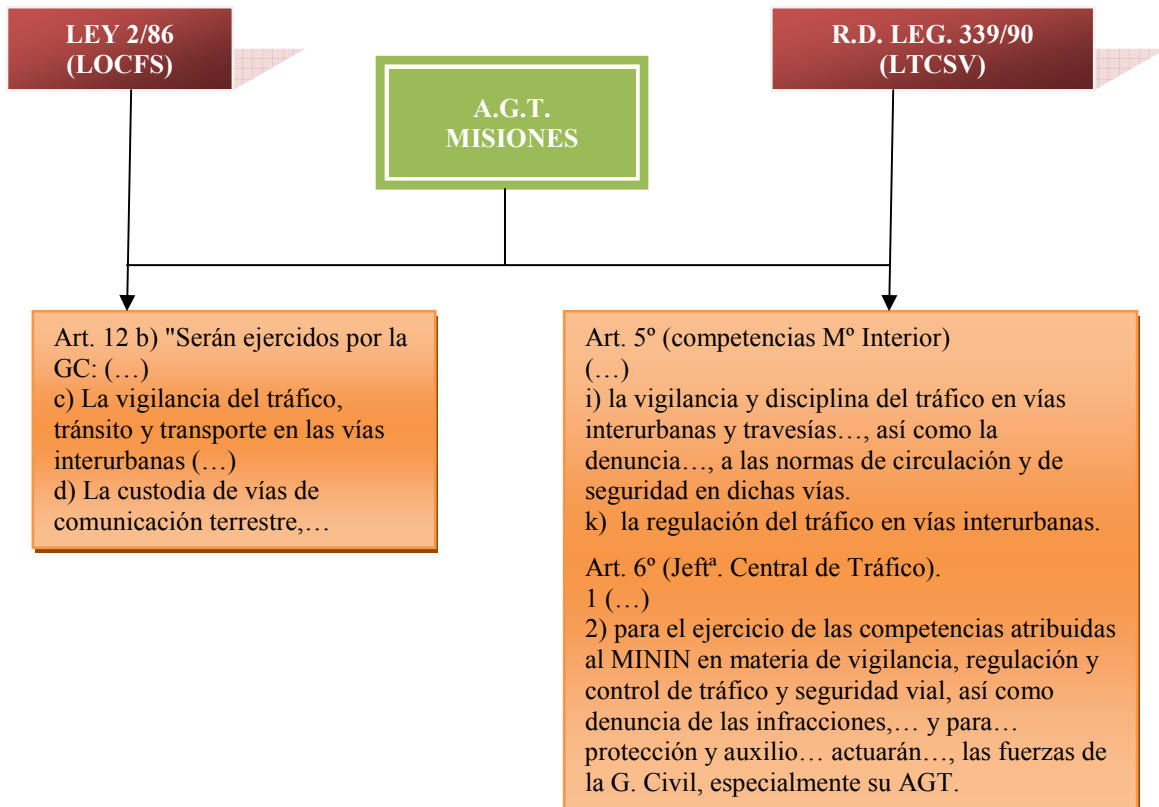 LEY 2/86
(LOCFS)
R.D. LEG. 339/90
(LTCSV)
A.G.T.
MISIONES
Art. 12 b) "Serán ejercidos por la
GC: (…)
c) La vigilancia del tráfico,
tránsito y transporte en las vías
interurbanas (…)
d) La custodia de vías de
comunicación terrestre,…
Art. 5º (competencias Mº Interior)
(…)
i) la vigilancia y disciplina del tráfico en vías
interurbanas y travesías…, así como la
denuncia…, a las normas de circulación y de
seguridad en dichas vías.
k) la regulación del tráfico en vías interurbanas.
Art. 6º (Jeftª. Central de Tráfico).
1 (…)
2) para el ejercicio de las competencias atribuidas
al MININ en materia de vigilancia, regulación y
control de tráfico y seguridad vial, así como
denuncia de las infracciones,… y para…
protección y auxilio… actuarán…, las fuerzas de
la G. Civil, especialmente su AGT.